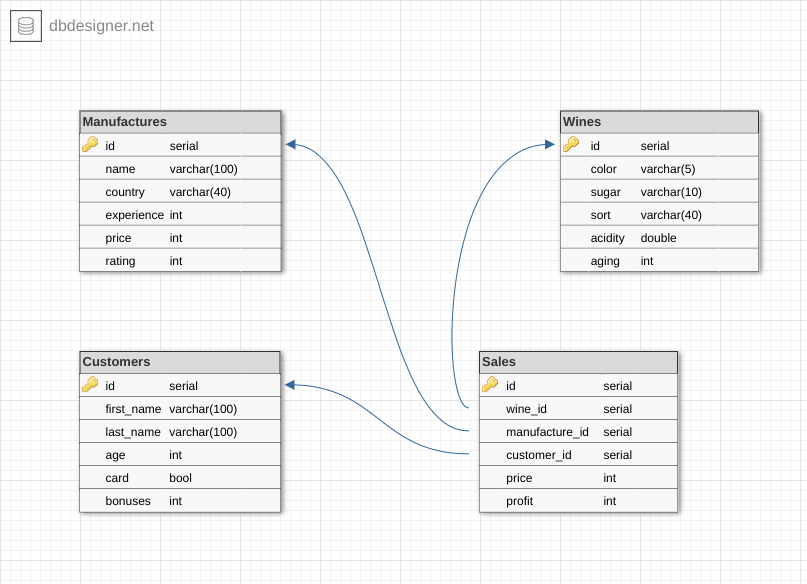 dbdesigner.net
Manufactures
id serial
name varchar(100)
country varchar(40)
experience int
price int
rating int
Wines
id serial
color varchar(5)
sugar varchar(10)
sort varchar(40)
acidity double
aging int
Customers
id serial
first_name varchar(100)
last_name varchar(100)
age int
card bool
bonuses int
Sales
id serial
wine_id serial
manufacture_id serial
customer_id serial
price int
profit int